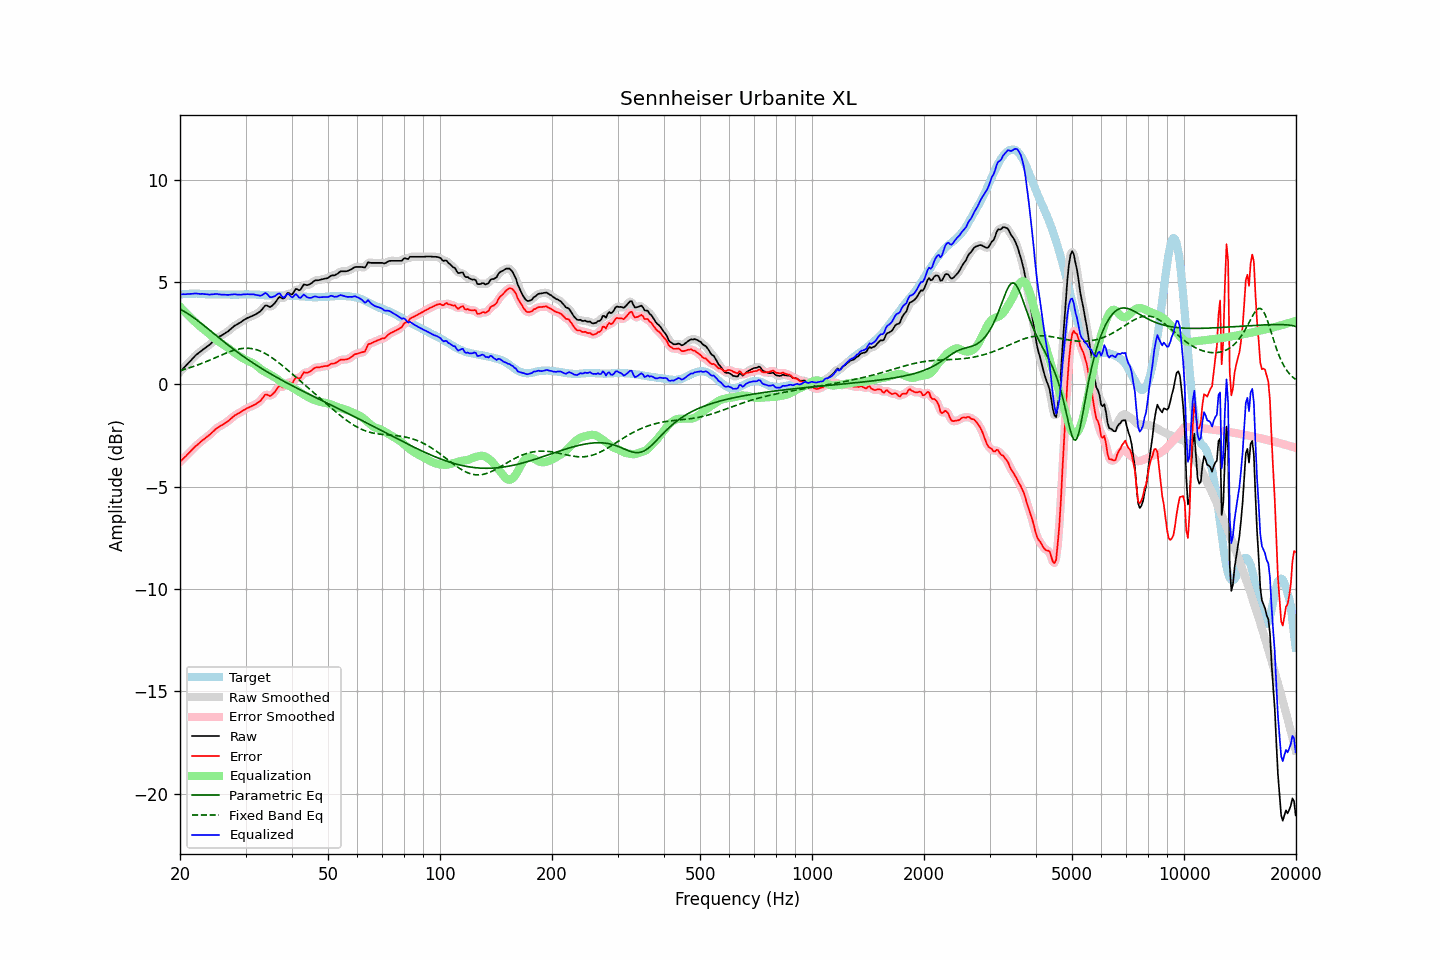 Sennheiser Urbanite XL
Amplitude (dBr)
10
5
0
−5
−10
−15
−20
Target
Raw Smoothed
Error Smoothed
Raw
Error
Equalization
Parametric Eq
Fixed Band Eq
Equalized
20 50 100 200 500 1000 2000 5000 10000 20000
Frequency (Hz)